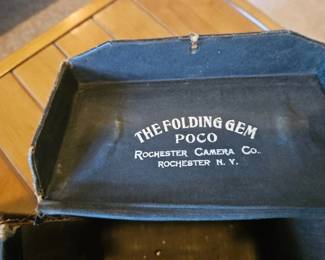 THE FOLDING GEM
POCO
ROCHESTER CAMERA CO.
ROCHESTER N. Y.